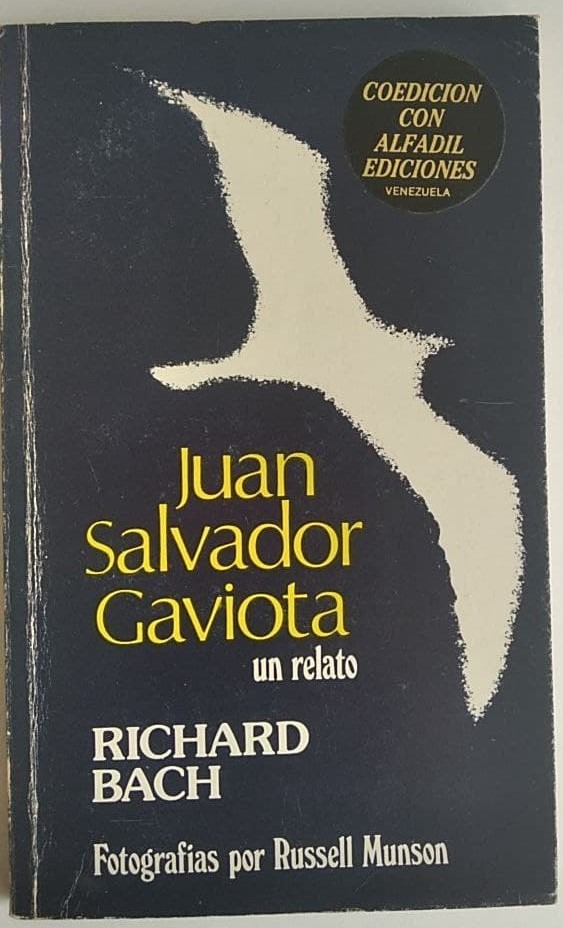 COEDICION
CON
ALFADIL
EDICIONES
VENEZUELA
Juan
Salvador
Gaviota
un relato
RICHARD
BACH
Fotografías por Russell Munson